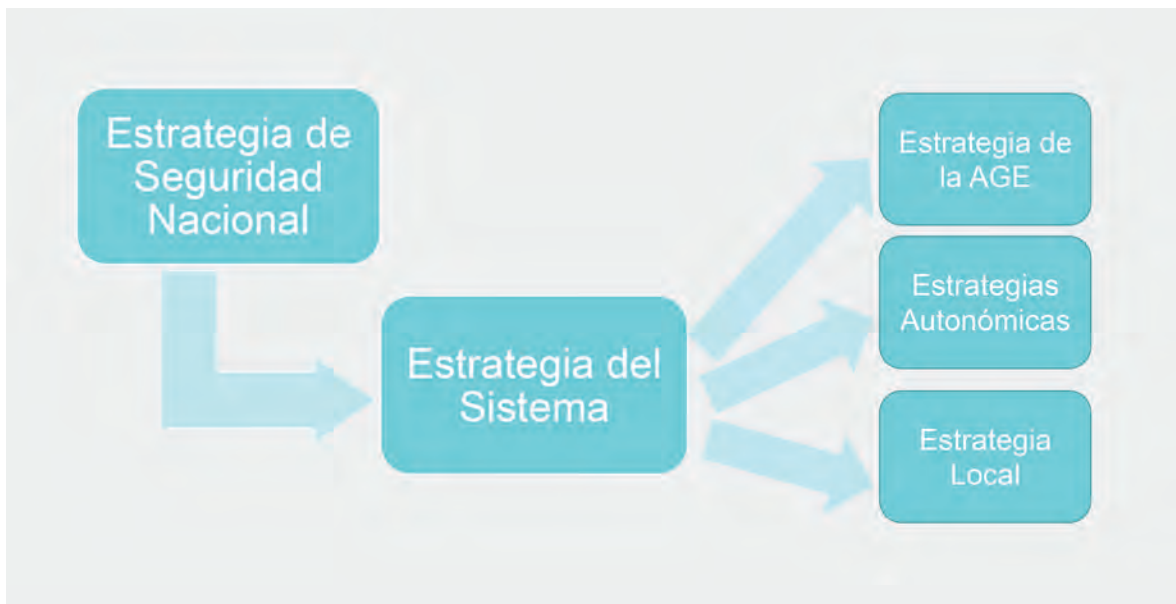 Estrategia de
Seguridad
Nacional
Estrategia del
Sistema
Estrategia de
la AGE
Estrategias
Autonómicas
Estrategia
Local